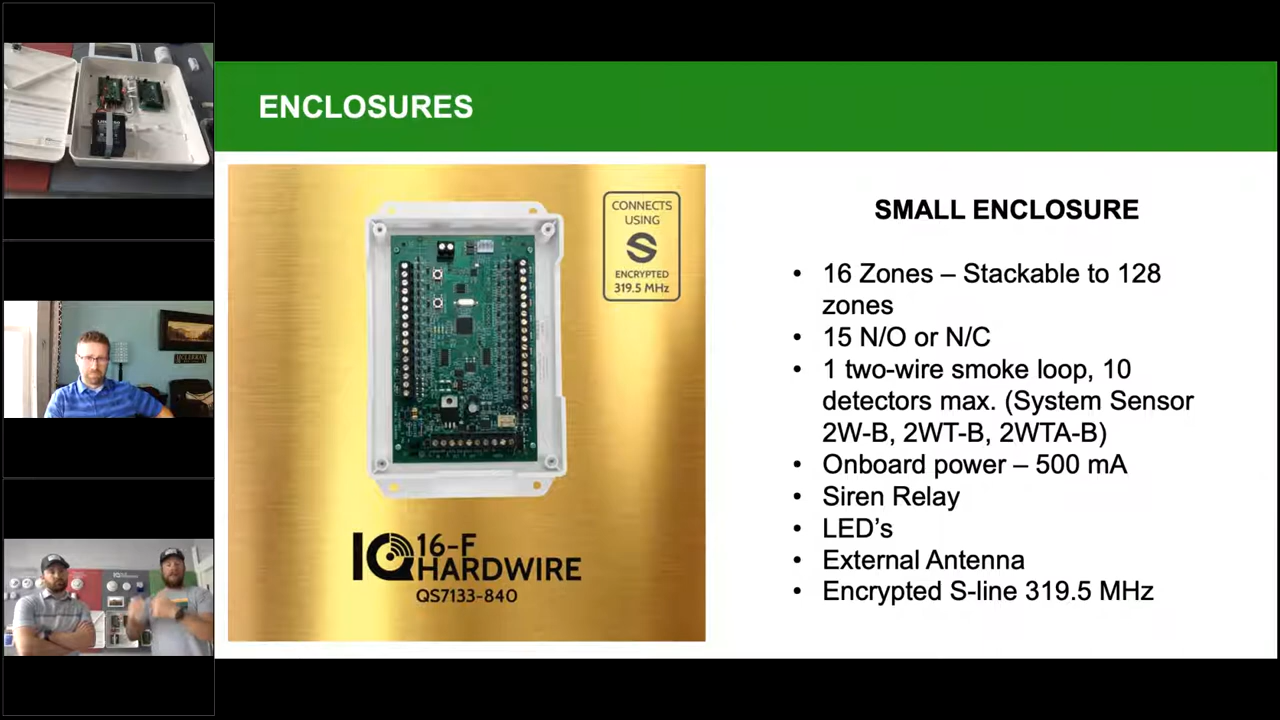 ENCLOSURES
CONNECTS
USING
S
ENCRYPTED
319.5 MHz
IQ 16-F
HARDWIRE
QS7133-840
SMALL ENCLOSURE
• 16 Zones – Stackable to 128
zones
• 15 N/O or N/C
• 1 two-wire smoke loop, 10
detectors max. (System Sensor
2W-B, 2WT-B, 2WTA-B)
• Onboard power – 500 mA
• Siren Relay
• LED’s
• External Antenna
• Encrypted S-line 319.5 MHz